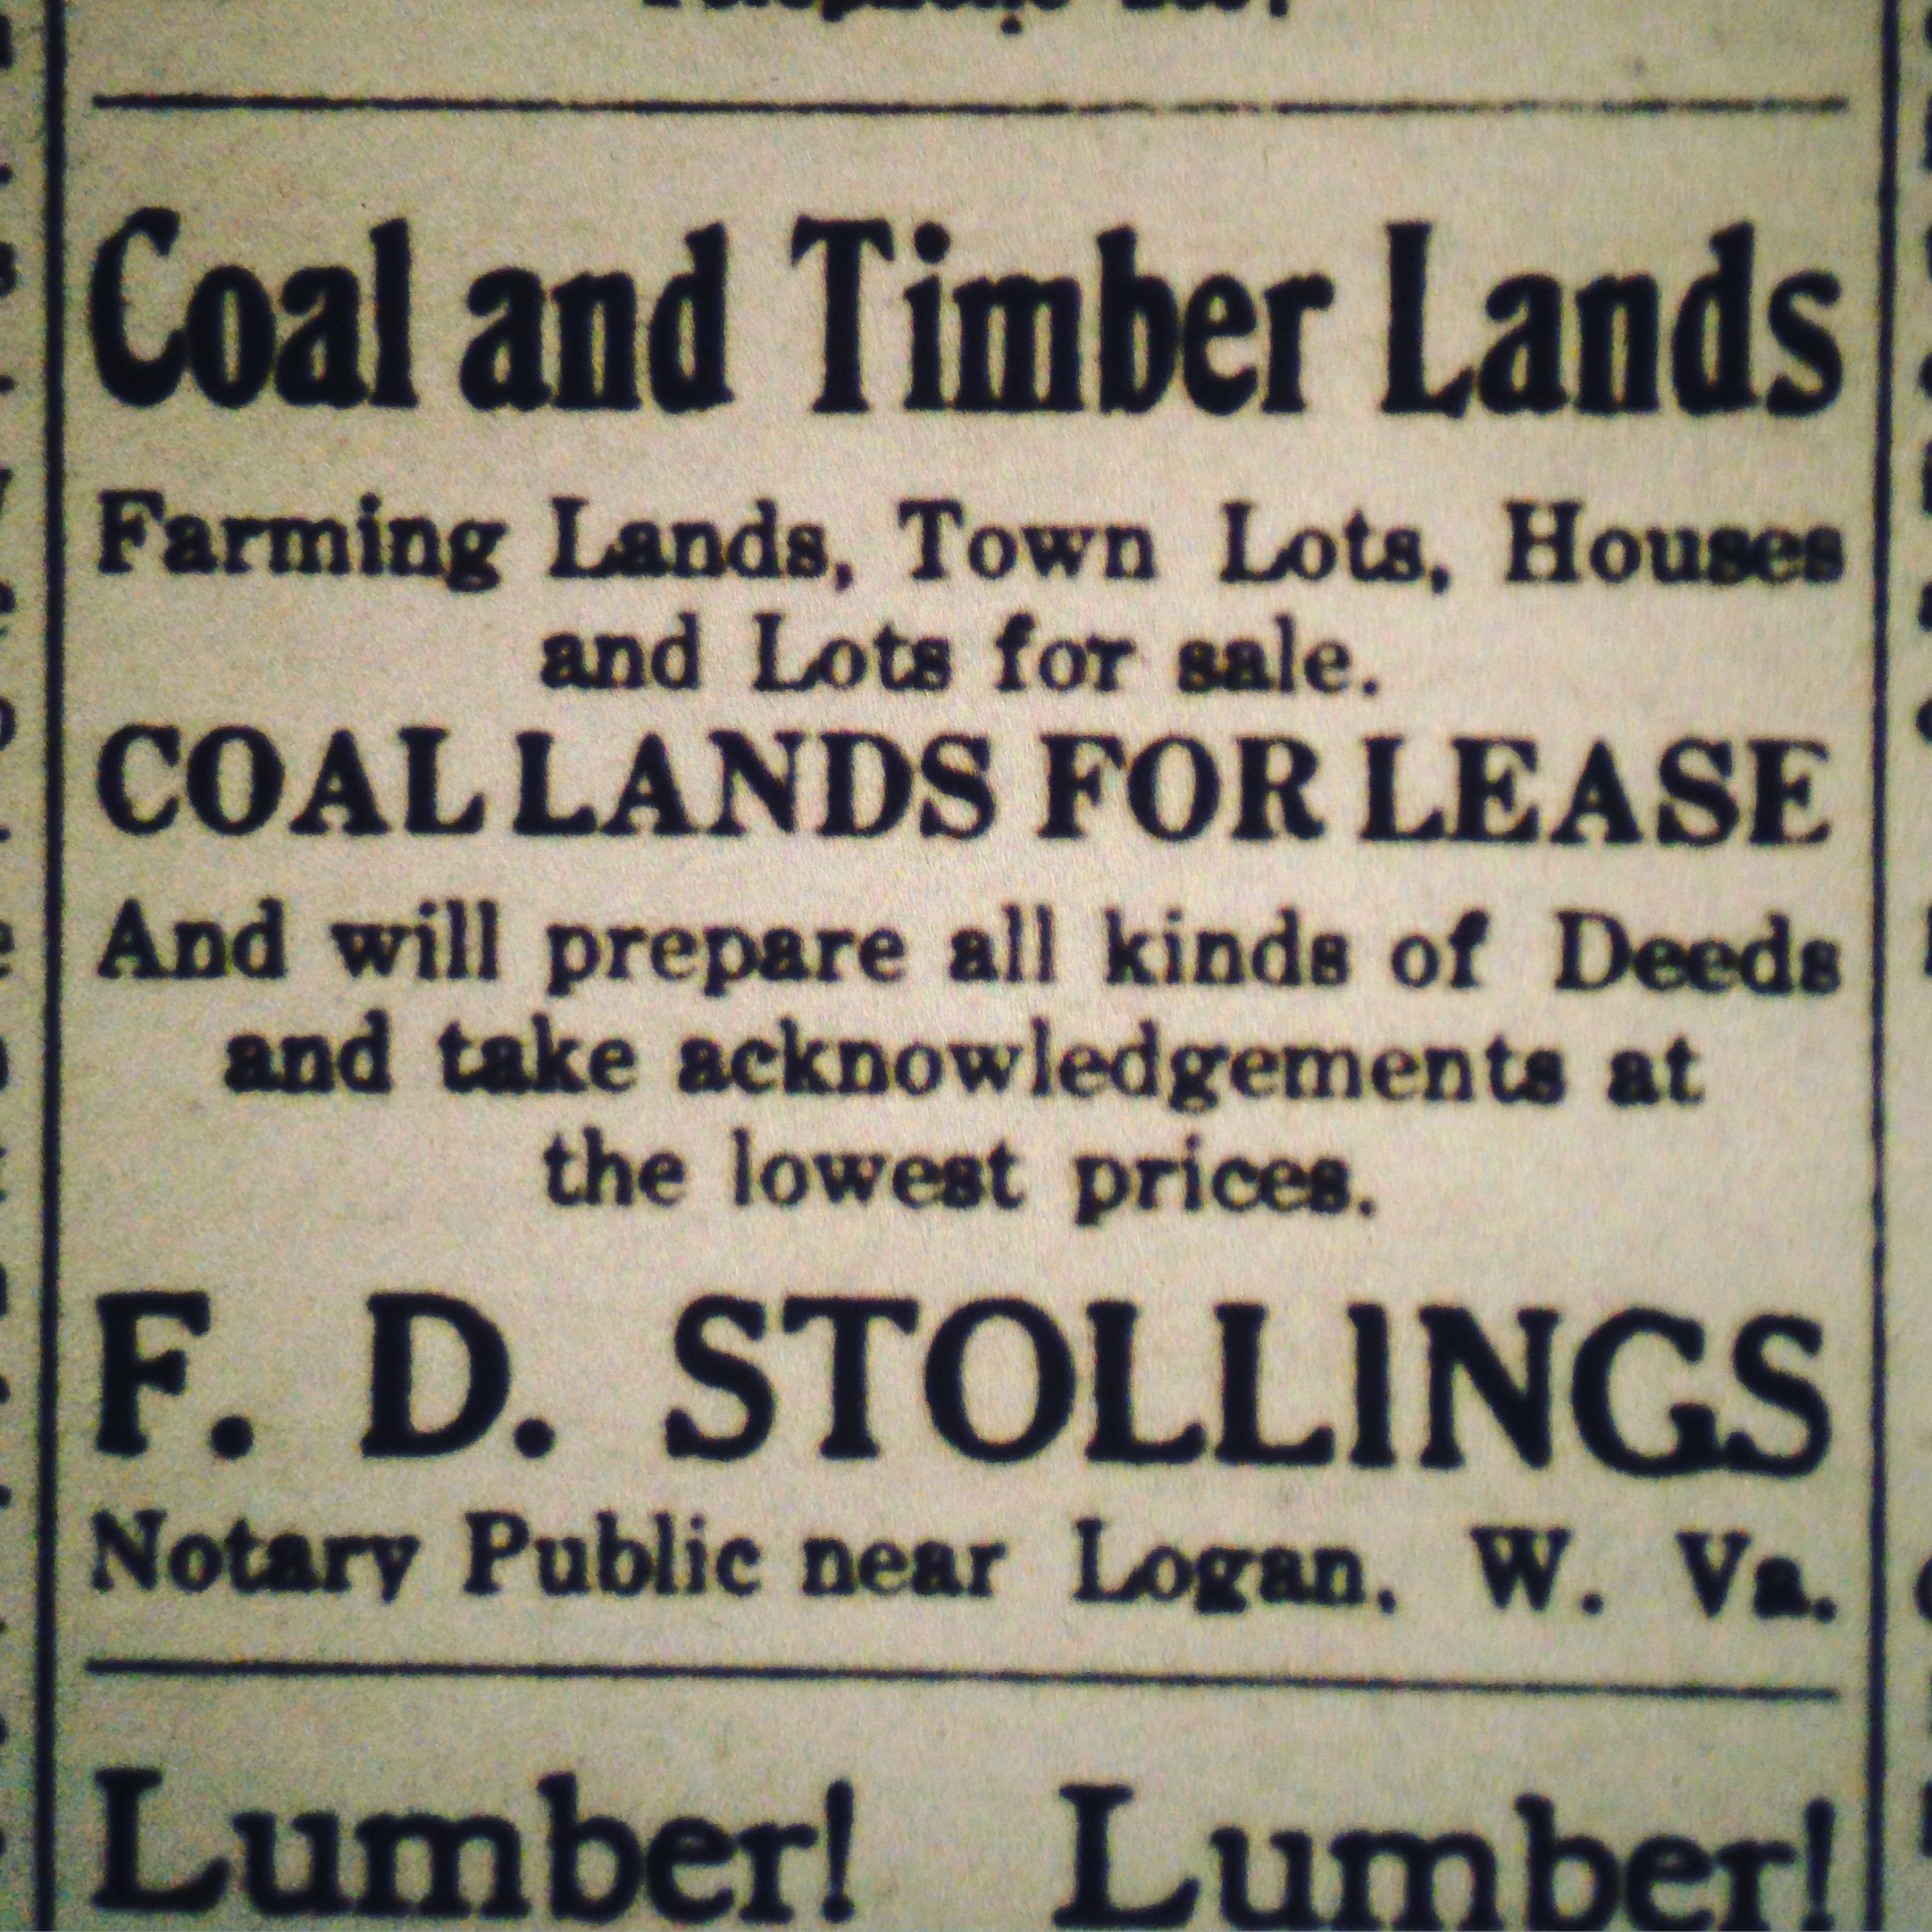 Coal and Timber Lands
Farming Lands, Town Lots, Houses
and Lots for sale.
COAL LANDS FOR LEASE
And will prepare all kinds of Deeds
and take acknowledgements at
the lowest prices.
F. D. STOLLINGS
Notary Public near Logan, W. Va.
Lumber! Lumber!